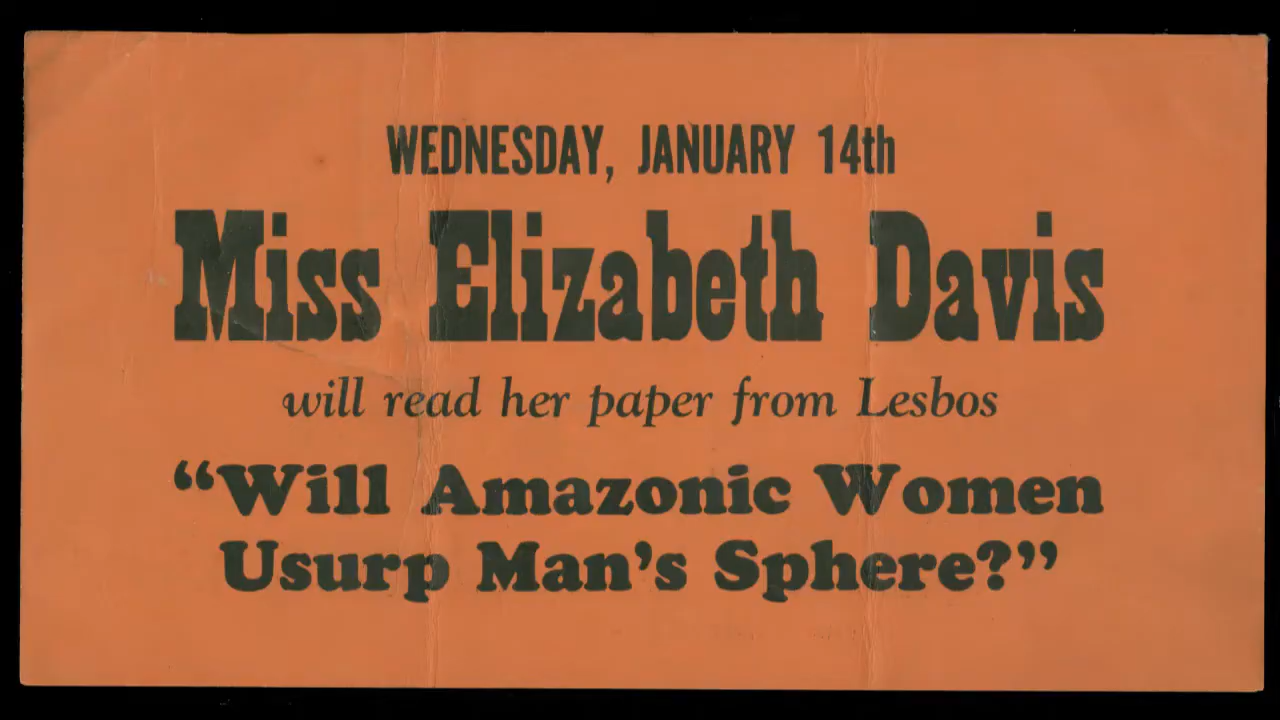 WEDNESDAY, JANUARY 14th
Miss Elizabeth Davis
will read her paper from Lesbos
“Will Amazonic Women
Usurp Man’s Sphere?”